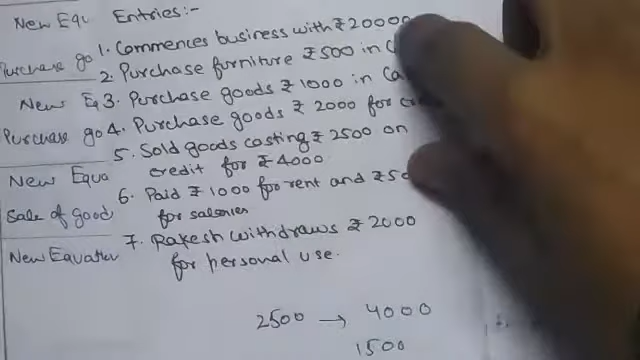 New Equ Entries:-
1. Commences business with ₹20000
Purchase go
2. Purchase furniture ₹500 in
New Eq 3. Purchase goods ₹1000 in Ca
Purchase go 4. Purchase goods ₹2000 for
5. Sold goods costing ₹2500 on
New Equa credit for ₹4000
6. Paid ₹1000 for rent and
Sale of good for salaries
7. Rakesh withdraws ₹2000
New Equation for personal use.
2500 → 4000
1500